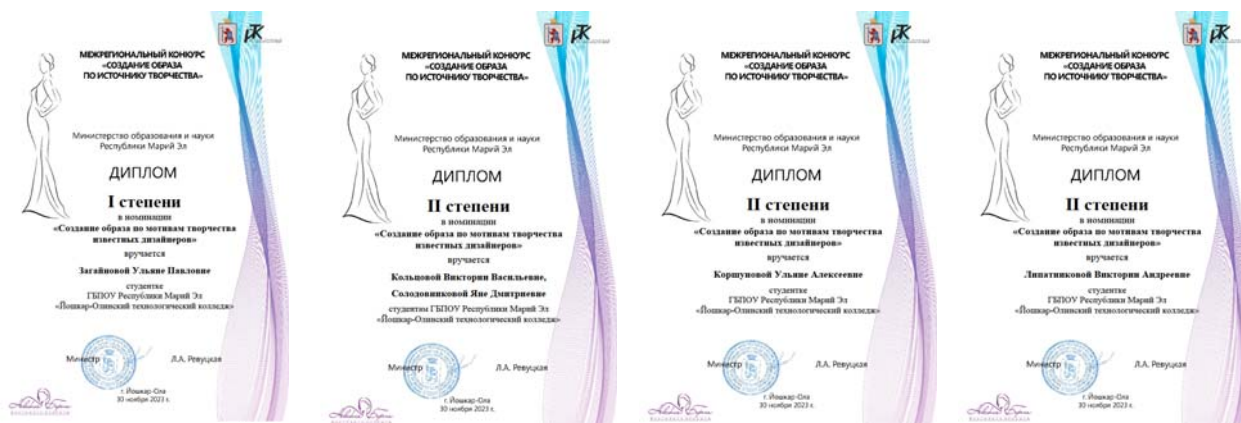 МЕЖРЕГИОНАЛЬНЫЙ КОНКУРС
«СОЗДАНИЕ ОБРАЗА
ПО ИСТОЧНИКУ ТВОРЧЕСТВА»
Министерство образования и науки
Республики Марий Эл
ДИПЛОМ
I степени
в номинации
«Создание образа по мотивам творчества
известных дизайнеров»
вручается
Загайновой Ульяне Павловне
студентке
ГБПОУ Республики Марий Эл
«Йошкар-Олинский технологический колледж»
Министр Л.А. Ревуцкая
г. Йошкар-Ола
30 ноября 2023 г.
МЕЖРЕГИОНАЛЬНЫЙ КОНКУРС
«СОЗДАНИЕ ОБРАЗА
ПО ИСТОЧНИКУ ТВОРЧЕСТВА»
Министерство образования и науки
Республики Марий Эл
ДИПЛОМ
II степени
в номинации
«Создание образа по мотивам творчества
известных дизайнеров»
вручается
Кольцовой Виктории Васильевне,
Солодовниковой Яне Дмитриевне
студентки ГБПОУ Республики Марий Эл
«Йошкар-Олинский технологический колледж»
Министр Л.А. Ревуцкая
г. Йошкар-Ола
30 ноября 2023 г.
МЕЖРЕГИОНАЛЬНЫЙ КОНКУРС
«СОЗДАНИЕ ОБРАЗА
ПО ИСТОЧНИКУ ТВОРЧЕСТВА»
Министерство образования и науки
Республики Марий Эл
ДИПЛОМ
II степени
в номинации
«Создание образа по мотивам творчества
известных дизайнеров»
вручается
Коршуновой Ульяне Алексеевне
студентке
ГБПОУ Республики Марий Эл
«Йошкар-Олинский технологический колледж»
Министр Л.А. Ревуцкая
г. Йошкар-Ола
30 ноября 2023 г.
МЕЖРЕГИОНАЛЬНЫЙ КОНКУРС
«СОЗДАНИЕ ОБРАЗА
ПО ИСТОЧНИКУ ТВОРЧЕСТВА»
Министерство образования и науки
Республики Марий Эл
ДИПЛОМ
II степени
в номинации
«Создание образа по мотивам творчества
известных дизайнеров»
вручается
Липатниковой Виктории Андреевне
студентке
ГБПОУ Республики Марий Эл
«Йошкар-Олинский технологический колледж»
Министр Л.А. Ревуцкая
г. Йошкар-Ола
30 ноября 2023 г.